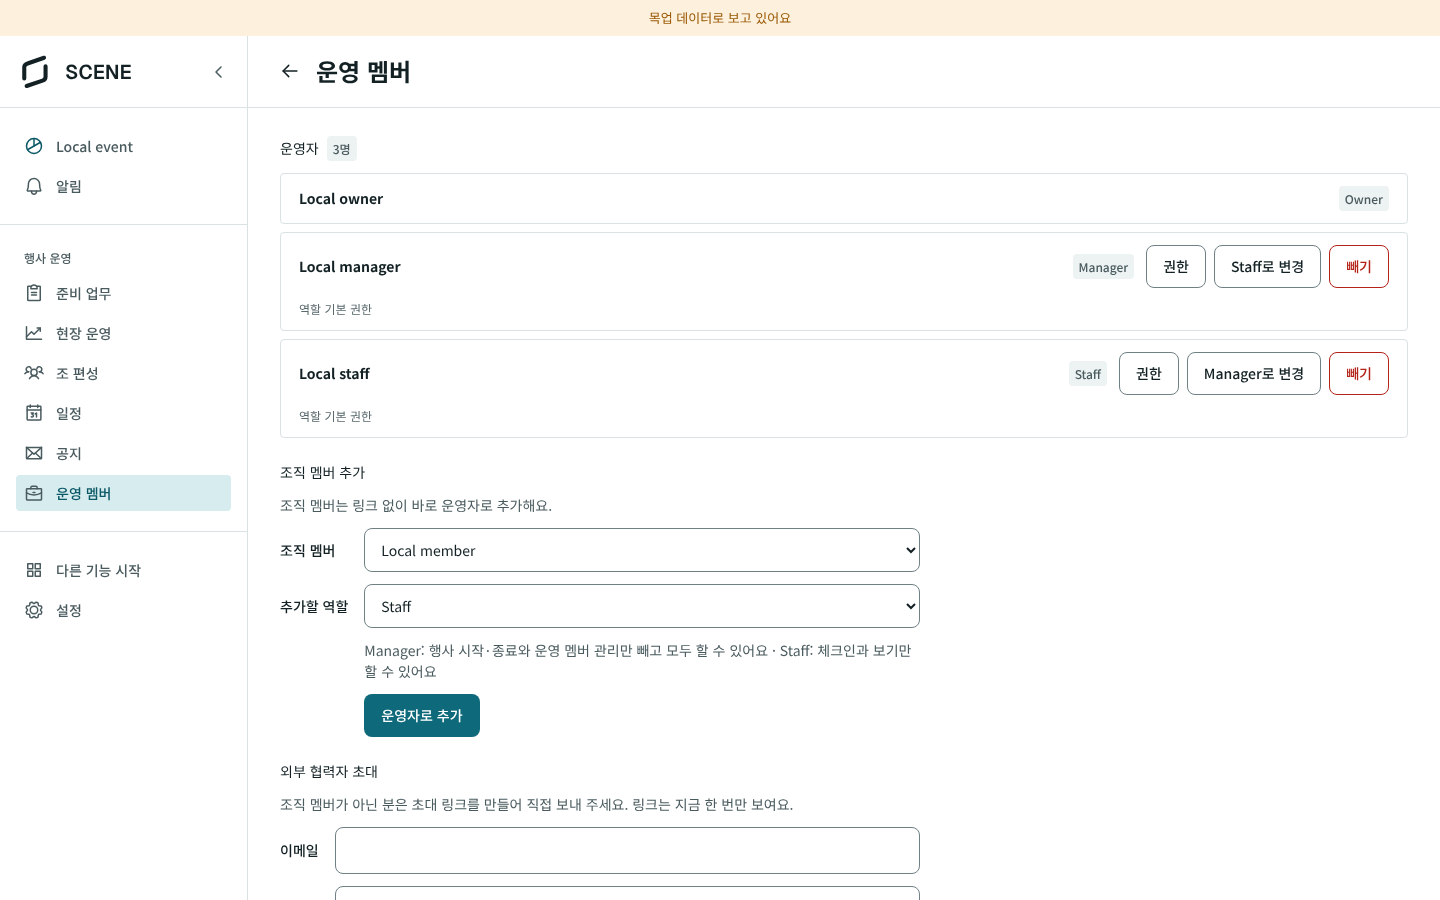 목업 데이터로 보고 있어요
SCENE
운영 멤버
Local event
알림
행사 운영
준비 업무
현장 운영
조 편성
일정
공지
운영 멤버
다른 기능 시작
설정
운영자 3명
Local owner Owner
Local manager Manager 권한 Staff로 변경 빼기
역할 기본 권한
Local staff Staff 권한 Manager로 변경 빼기
역할 기본 권한
조직 멤버 추가
조직 멤버는 링크 없이 바로 운영자로 추가해요.
조직 멤버 Local member
추가할 역할 Staff
Manager: 행사 시작·종료와 운영 멤버 관리만 빼고 모두 할 수 있어요 · Staff: 체크인과 보기만
할 수 있어요
운영자로 추가
외부 협력자 초대
조직 멤버가 아닌 분은 초대 링크를 만들어 직접 보내 주세요. 링크는 지금 한 번만 보여요.
이메일